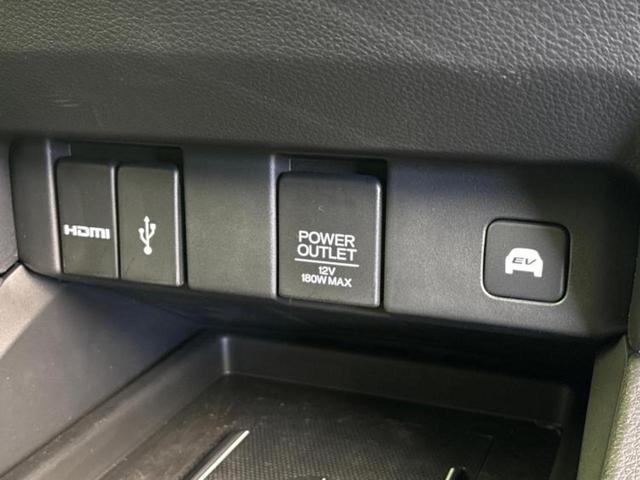 HDMI
POWER
OUTLET
12V
180W MAX
EV